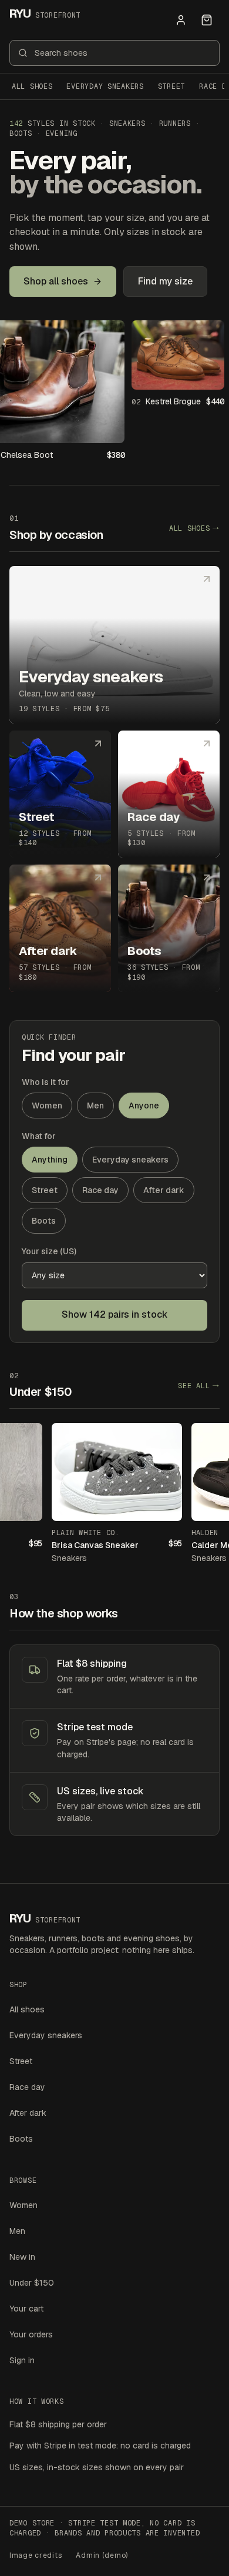 RYU STOREFRONT
Search shoes
ALL SHOES EVERYDAY SNEAKERS STREET RACE D
142 STYLES IN STOCK · SNEAKERS · RUNNERS ·
BOOTS · EVENING
Every pair,
by the occasion.
Pick the moment, tap your size, and you are at
checkout in a minute. Only sizes in stock are
shown.
Shop all shoes →
Find my size
Chelsea Boot $380
02 Kestrel Brogue $440
01
Shop by occasion
ALL SHOES →
Everyday sneakers
Clean, low and easy
19 STYLES · FROM $75
Street
12 STYLES · FROM
$140
Race day
5 STYLES · FROM
$130
After dark
57 STYLES · FROM
$180
Boots
36 STYLES · FROM
$190
QUICK FINDER
Find your pair
Who is it for
Women Men Anyone
What for
Anything Everyday sneakers
Street Race day After dark
Boots
Your size (US)
Any size
Show 142 pairs in stock
02
Under $150
SEE ALL →
$95
PLAIN WHITE CO.
Brisa Canvas Sneaker $95
Sneakers
HALDEN
Calder Mo
Sneakers
03
How the shop works
Flat $8 shipping
One rate per order, whatever is in the
cart.
Stripe test mode
Pay on Stripe's page; no real card is
charged.
US sizes, live stock
Every pair shows which sizes are still
available.
RYU STOREFRONT
Sneakers, runners, boots and evening shoes, by
occasion. A portfolio project: nothing here ships.
SHOP
All shoes
Everyday sneakers
Street
Race day
After dark
Boots
BROWSE
Women
Men
New in
Under $150
Your cart
Your orders
Sign in
HOW IT WORKS
Flat $8 shipping per order
Pay with Stripe in test mode: no card is charged
US sizes, in-stock sizes shown on every pair
DEMO STORE · STRIPE TEST MODE, NO CARD IS
CHARGED · BRANDS AND PRODUCTS ARE INVENTED
Image credits Admin (demo)